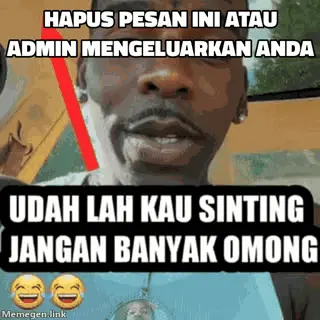 HAPUS PESAN INI ATAU
ADMIN MENGELUARKAN ANDA
UDAH LAH KAU SINTING
JANGAN BANYAK OMONG
😂😂
Memegen.link